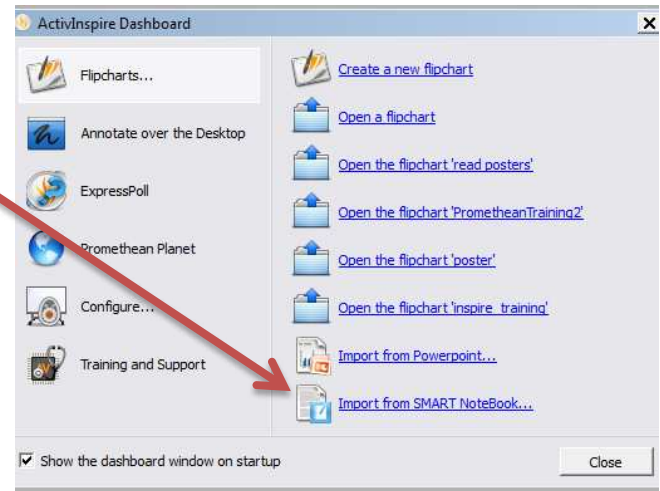 ActivInspire Dashboard
Flipcharts...
Annotate over the Desktop
ExpressPoll
Promethean Planet
Configure...
Training and Support
Create a new flipchart
Open a flipchart
Open the flipchart 'read posters'
Open the flipchart 'PrometheanTraining2'
Open the flipchart 'poster'
Open the flipchart 'inspire_training'
Import from Powerpoint...
Import from SMART NoteBook...
Show the dashboard window on startup
Close